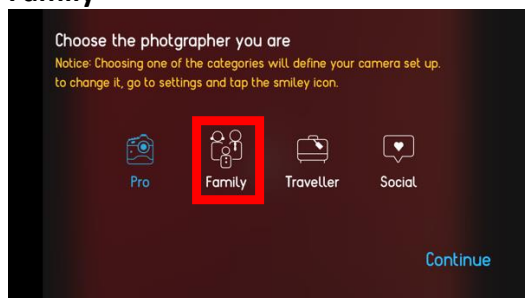 Choose the photgrapher you are
Notice: Choosing one of the categories will define your camera set up.
to change it, go to settings and tap the smiley icon.
Pro Family Traveller Social
Continue